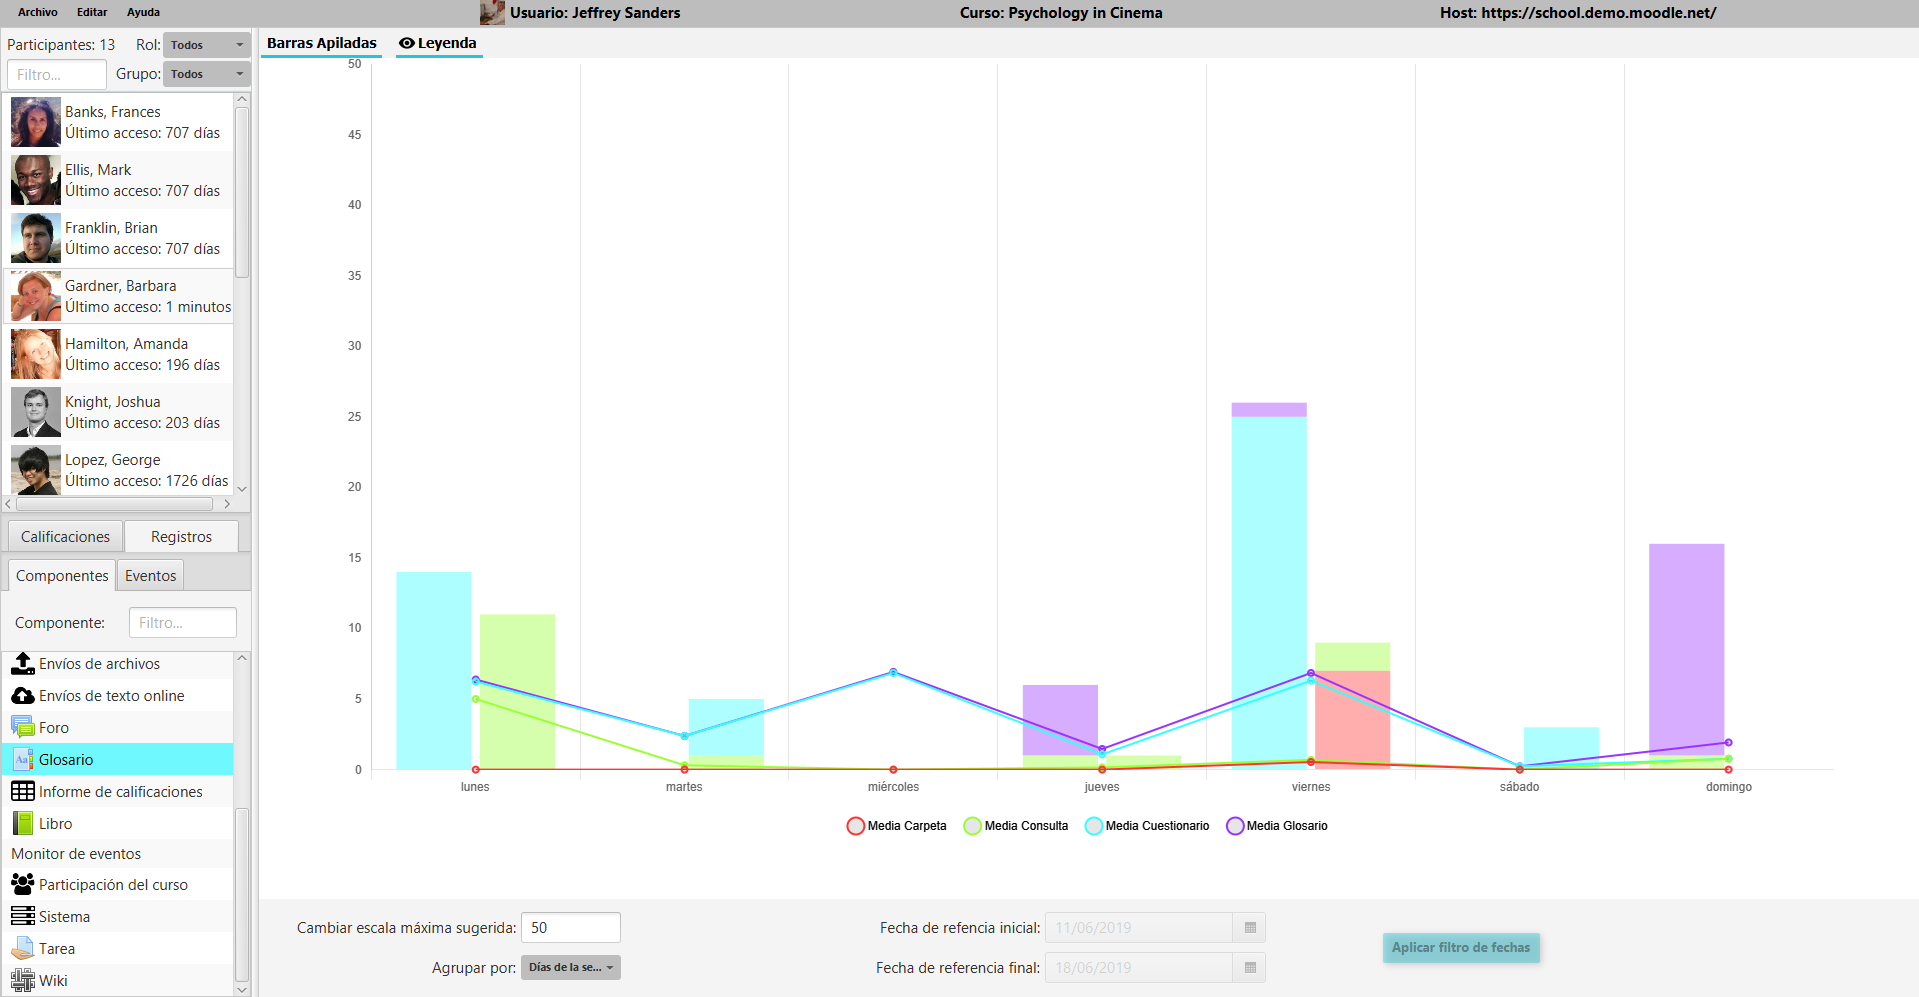 Archivo Editar Ayuda
Usuario: Jeffrey Sanders
Curso: Psychology in Cinema
Host: https://school.demo.moodle.net/
Participantes: 13 Rol: Todos
Filtro... Grupo: Todos
Banks, Frances
Último acceso: 707 días
Ellis, Mark
Último acceso: 707 días
Franklin, Brian
Último acceso: 707 días
Gardner, Barbara
Último acceso: 1 minutos
Hamilton, Amanda
Último acceso: 196 días
Knight, Joshua
Último acceso: 203 días
Lopez, George
Último acceso: 1726 días
Calificaciones Registros
Componentes Eventos
Componente: Filtro...
Envíos de archivos
Envíos de texto online
Foro
Glosario
Informe de calificaciones
Libro
Monitor de eventos
Participación del curso
Sistema
Tarea
Wiki
Barras Apiladas Leyenda
50
45
40
35
30
25
20
15
10
5
0
lunes martes miércoles jueves viernes sábado domingo
Media Carpeta Media Consulta Media Cuestionario Media Glosario
Cambiar escala máxima sugerida: 50
Agrupar por: Días de la se...
Fecha de refencia inicial: 11/06/2019
Fecha de referencia final: 18/06/2019
Aplicar filtro de fechas